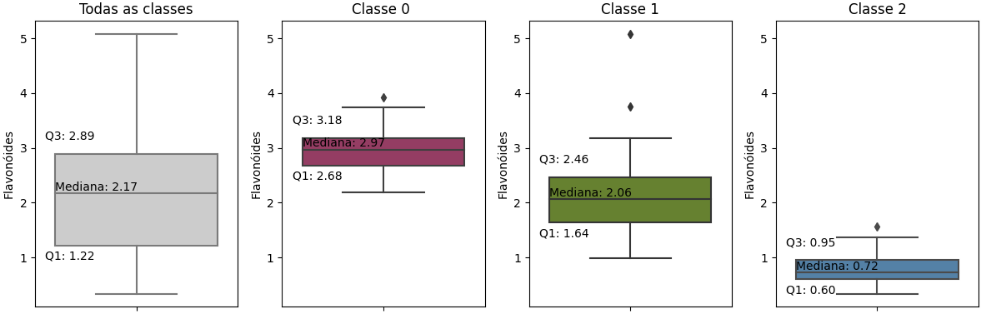 Todas as classes
Flavonóides
5
4
3
2
1
Q3: 2.89
Mediana: 2.17
Q1: 1.22
Classe 0
Flavonóides
5
4
3
2
1
Q3: 3.18
Mediana: 2.97
Q1: 2.68
Classe 1
Flavonóides
5
4
3
2
1
Q3: 2.46
Mediana: 2.06
Q1: 1.64
Classe 2
Flavonóides
5
4
3
2
1
Q3: 0.95
Mediana: 0.72
Q1: 0.60